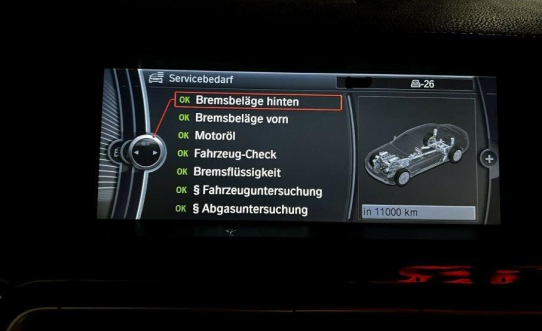 Servicebedarf
-26
OK Bremsbeläge hinten
OK Bremsbeläge vorn
OK Motoröl
OK Fahrzeug-Check
OK Bremsflüssigkeit
OK § Fahrzeuguntersuchung
OK § Abgasuntersuchung
in 11000 km